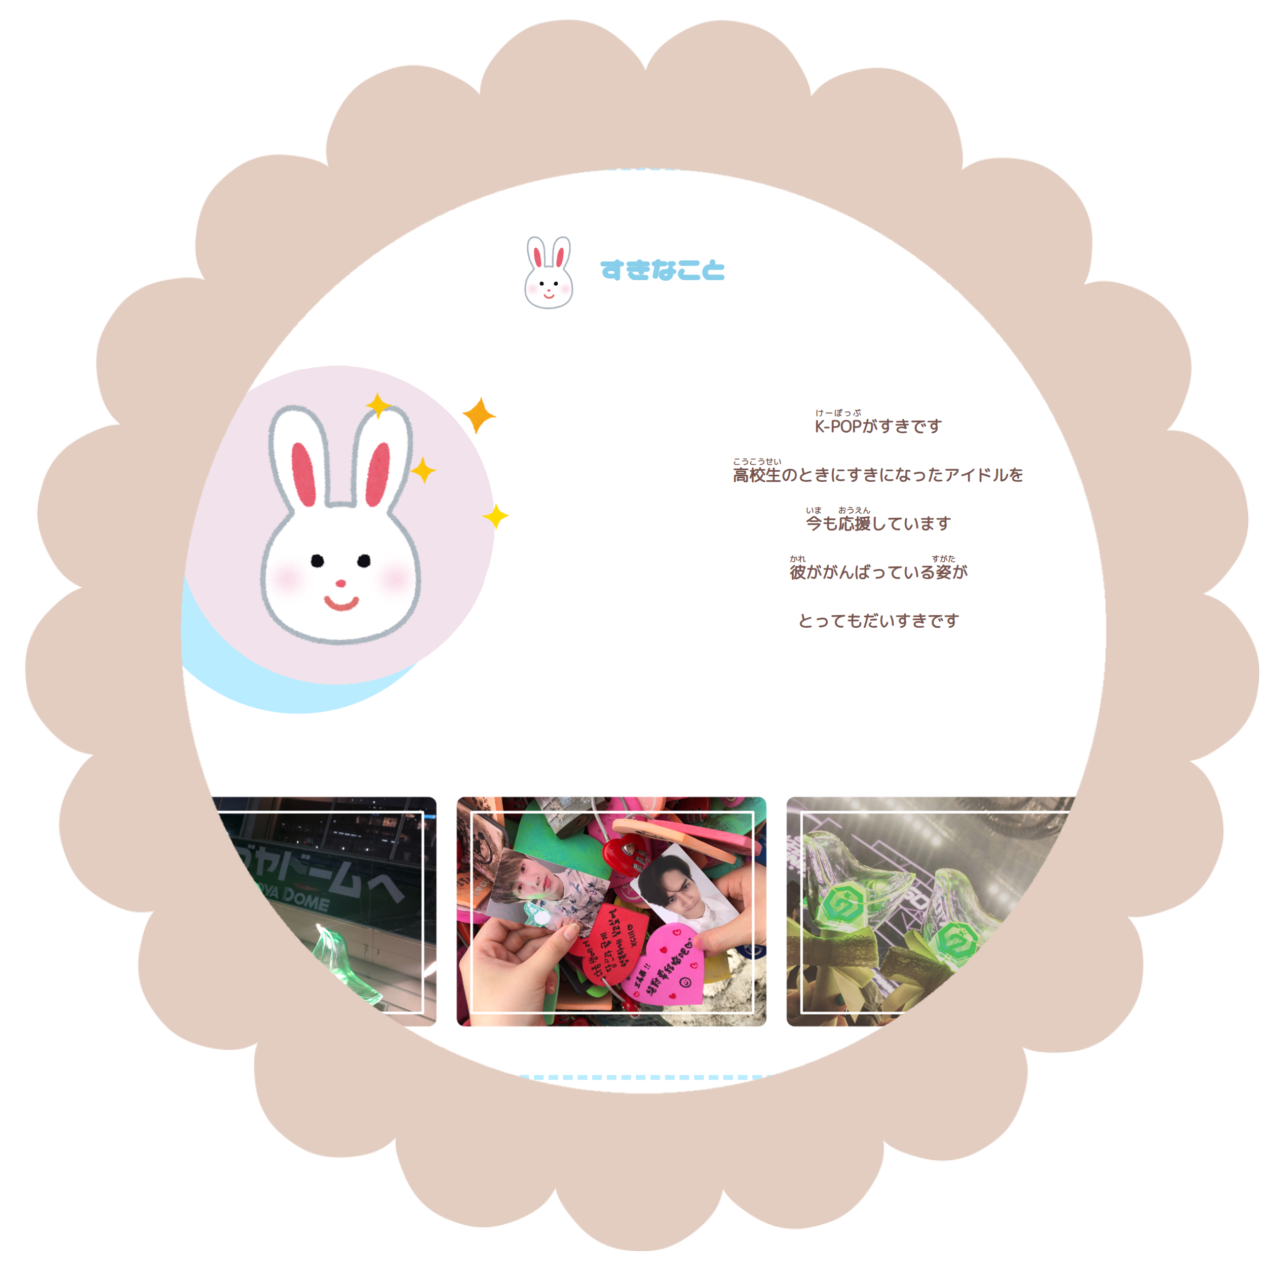 すきなこと
けーぽっぷ
K-POPがすきです
こうこうせい
高校生のときにすきになったアイドルを
いま おうえん
今も応援しています
かれ すがた
彼ががんばっている姿が
とってもだいすきです
ヤドームへ
OYA DOME